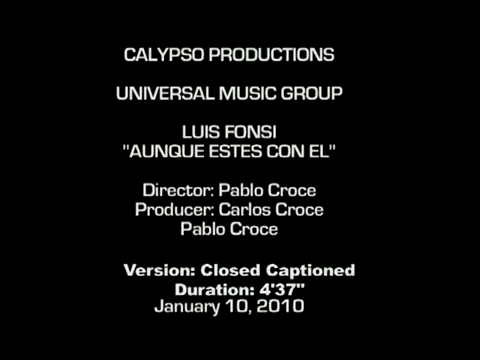 CALYPSO PRODUCTIONS
UNIVERSAL MUSIC GROUP
LUIS FONSI
"AUNQUE ESTES CON EL"
Director: Pablo Croce
Producer: Carlos Croce
Pablo Croce
Version: Closed Captioned
Duration: 4'37"
January 10, 2010